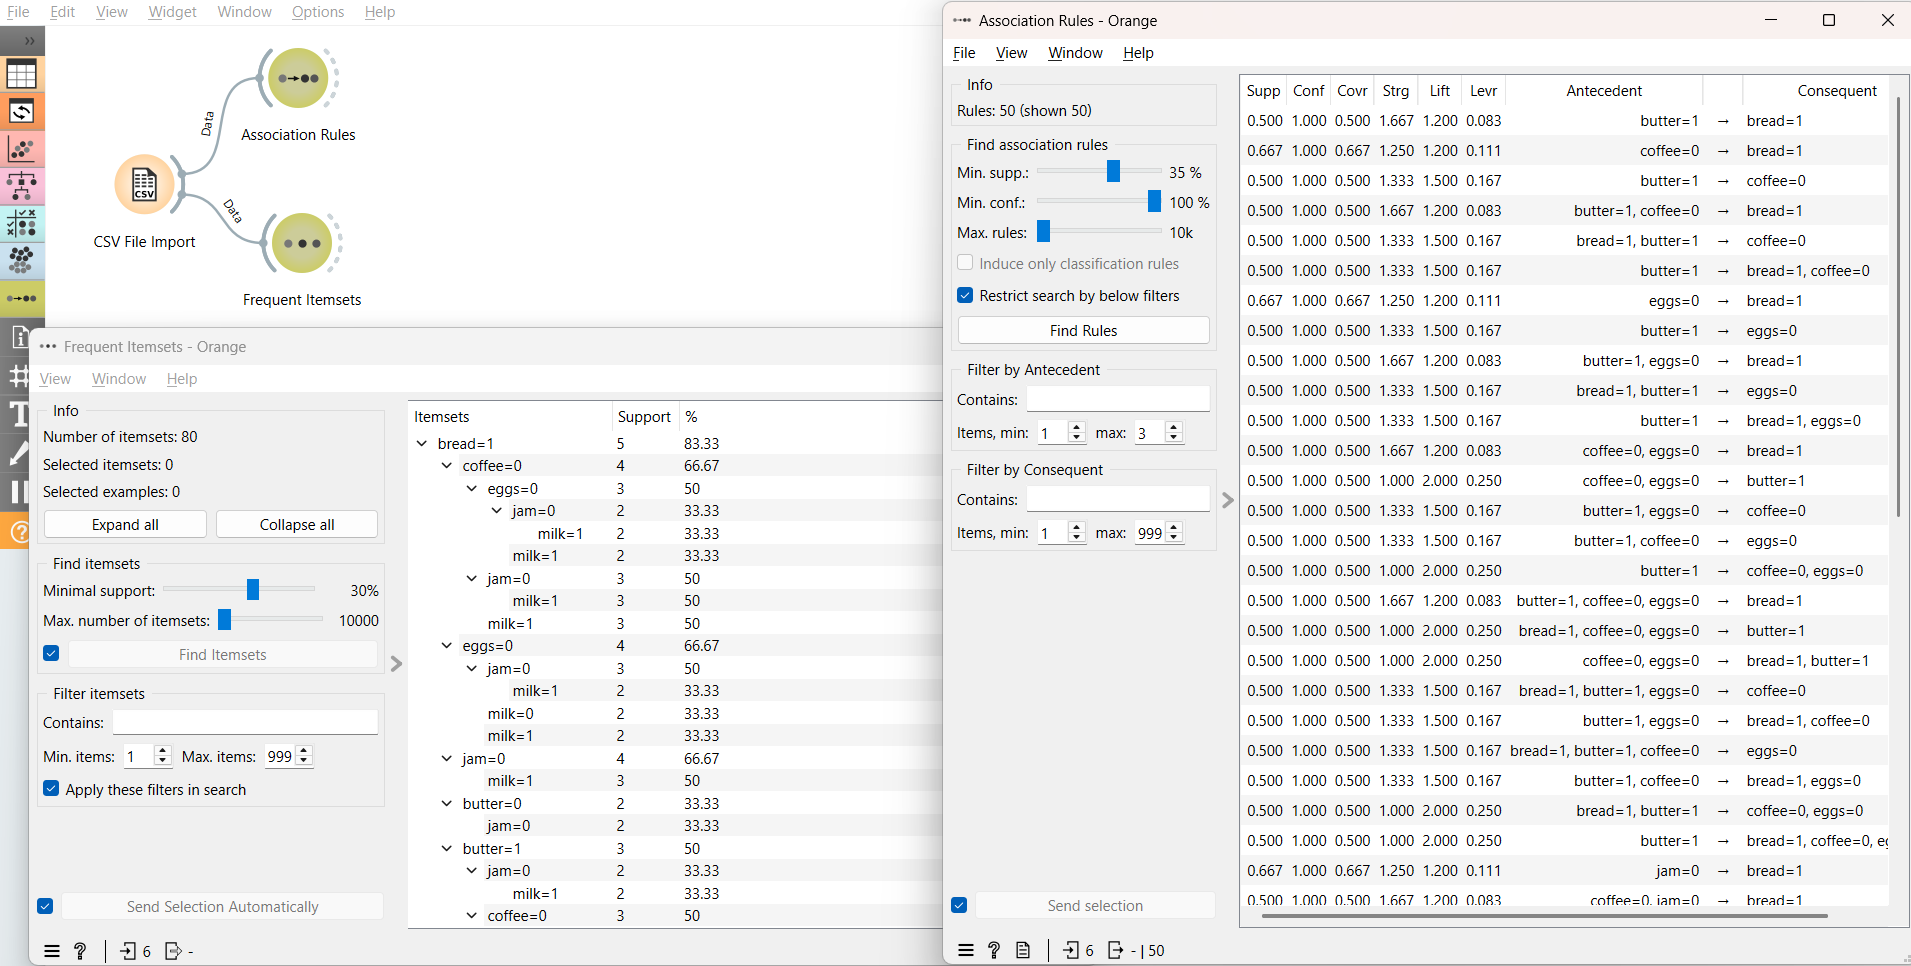 File Edit View Widget Window Options Help
Data
Association Rules
CSV
CSV File Import
Data
Frequent Itemsets
Frequent Itemsets - Orange
View Window Help
Info
Number of itemsets: 80
Selected itemsets: 0
Selected examples: 0
Expand all Collapse all
Find itemsets
Minimal support: 30%
Max. number of itemsets: 10000
Find Itemsets
Filter itemsets
Contains:
Min. items: 1 Max. items: 999
Apply these filters in search
Send Selection Automatically
6 -
Itemsets Support %
bread=1 5 83.33
coffee=0 4 66.67
eggs=0 3 50
jam=0 2 33.33
milk=1 2 33.33
milk=1 2 33.33
jam=0 3 50
milk=1 3 50
milk=1 3 50
eggs=0 4 66.67
jam=0 3 50
milk=1 2 33.33
milk=0 2 33.33
milk=1 2 33.33
jam=0 4 66.67
milk=1 3 50
butter=0 2 33.33
jam=0 2 33.33
butter=1 3 50
jam=0 2 33.33
milk=1 2 33.33
coffee=0 3 50
Association Rules - Orange
File View Window Help
Info
Rules: 50 (shown 50)
Find association rules
Min. supp.: 35 %
Min. conf.: 100 %
Max. rules: 10k
Induce only classification rules
Restrict search by below filters
Find Rules
Filter by Antecedent
Contains:
Items, min: 1 max: 3
Filter by Consequent
Contains:
Items, min: 1 max: 999
Send selection
6 - | 50
Supp Conf Covr Strg Lift Levr Antecedent Consequent
0.500 1.000 0.500 1.667 1.200 0.083 butter=1 → bread=1
0.667 1.000 0.667 1.250 1.200 0.111 coffee=0 → bread=1
0.500 1.000 0.500 1.333 1.500 0.167 butter=1 → coffee=0
0.500 1.000 0.500 1.667 1.200 0.083 butter=1, coffee=0 → bread=1
0.500 1.000 0.500 1.333 1.500 0.167 bread=1, butter=1 → coffee=0
0.500 1.000 0.500 1.333 1.500 0.167 butter=1 → bread=1, coffee=0
0.667 1.000 0.667 1.250 1.200 0.111 eggs=0 → bread=1
0.500 1.000 0.500 1.333 1.500 0.167 butter=1 → eggs=0
0.500 1.000 0.500 1.667 1.200 0.083 butter=1, eggs=0 → bread=1
0.500 1.000 0.500 1.333 1.500 0.167 bread=1, butter=1 → eggs=0
0.500 1.000 0.500 1.333 1.500 0.167 butter=1 → bread=1, eggs=0
0.500 1.000 0.500 1.667 1.200 0.083 coffee=0, eggs=0 → bread=1
0.500 1.000 0.500 1.000 2.000 0.250 coffee=0, eggs=0 → butter=1
0.500 1.000 0.500 1.333 1.500 0.167 butter=1, eggs=0 → coffee=0
0.500 1.000 0.500 1.333 1.500 0.167 butter=1, coffee=0 → eggs=0
0.500 1.000 0.500 1.000 2.000 0.250 butter=1 → coffee=0, eggs=0
0.500 1.000 0.500 1.667 1.200 0.083 butter=1, coffee=0, eggs=0 → bread=1
0.500 1.000 0.500 1.000 2.000 0.250 bread=1, coffee=0, eggs=0 → butter=1
0.500 1.000 0.500 1.000 2.000 0.250 coffee=0, eggs=0 → bread=1, butter=1
0.500 1.000 0.500 1.333 1.500 0.167 bread=1, butter=1, eggs=0 → coffee=0
0.500 1.000 0.500 1.333 1.500 0.167 butter=1, eggs=0 → bread=1, coffee=0
0.500 1.000 0.500 1.333 1.500 0.167 bread=1, butter=1, coffee=0 → eggs=0
0.500 1.000 0.500 1.333 1.500 0.167 butter=1, coffee=0 → bread=1, eggs=0
0.500 1.000 0.500 1.000 2.000 0.250 bread=1, butter=1 → coffee=0, eggs=0
0.500 1.000 0.500 1.000 2.000 0.250 butter=1 → bread=1, coffee=0, eg
0.667 1.000 0.667 1.250 1.200 0.111 jam=0 → bread=1
0.500 1.000 0.500 1.667 1.200 0.083 coffee=0, jam=0 → bread=1